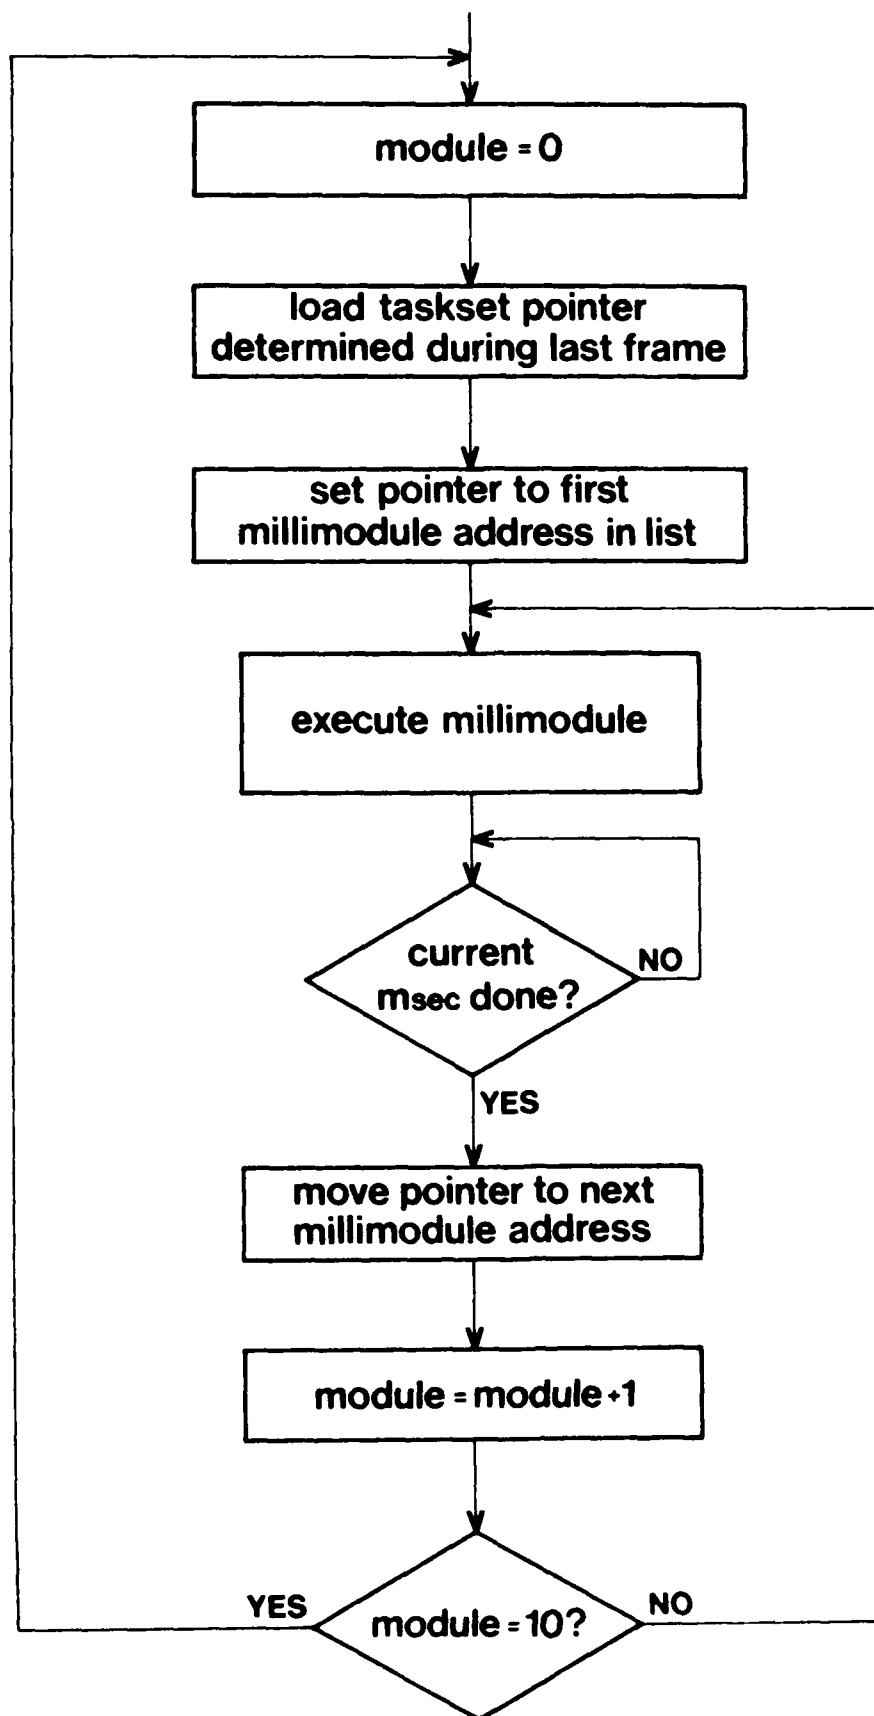 module = 0
load taskset pointer
determined during last frame
set pointer to first
millimodule address in list
execute millimodule
current
msec done?
NO
YES
move pointer to next
millimodule address
module = module +1
YES
module = 10?
NO